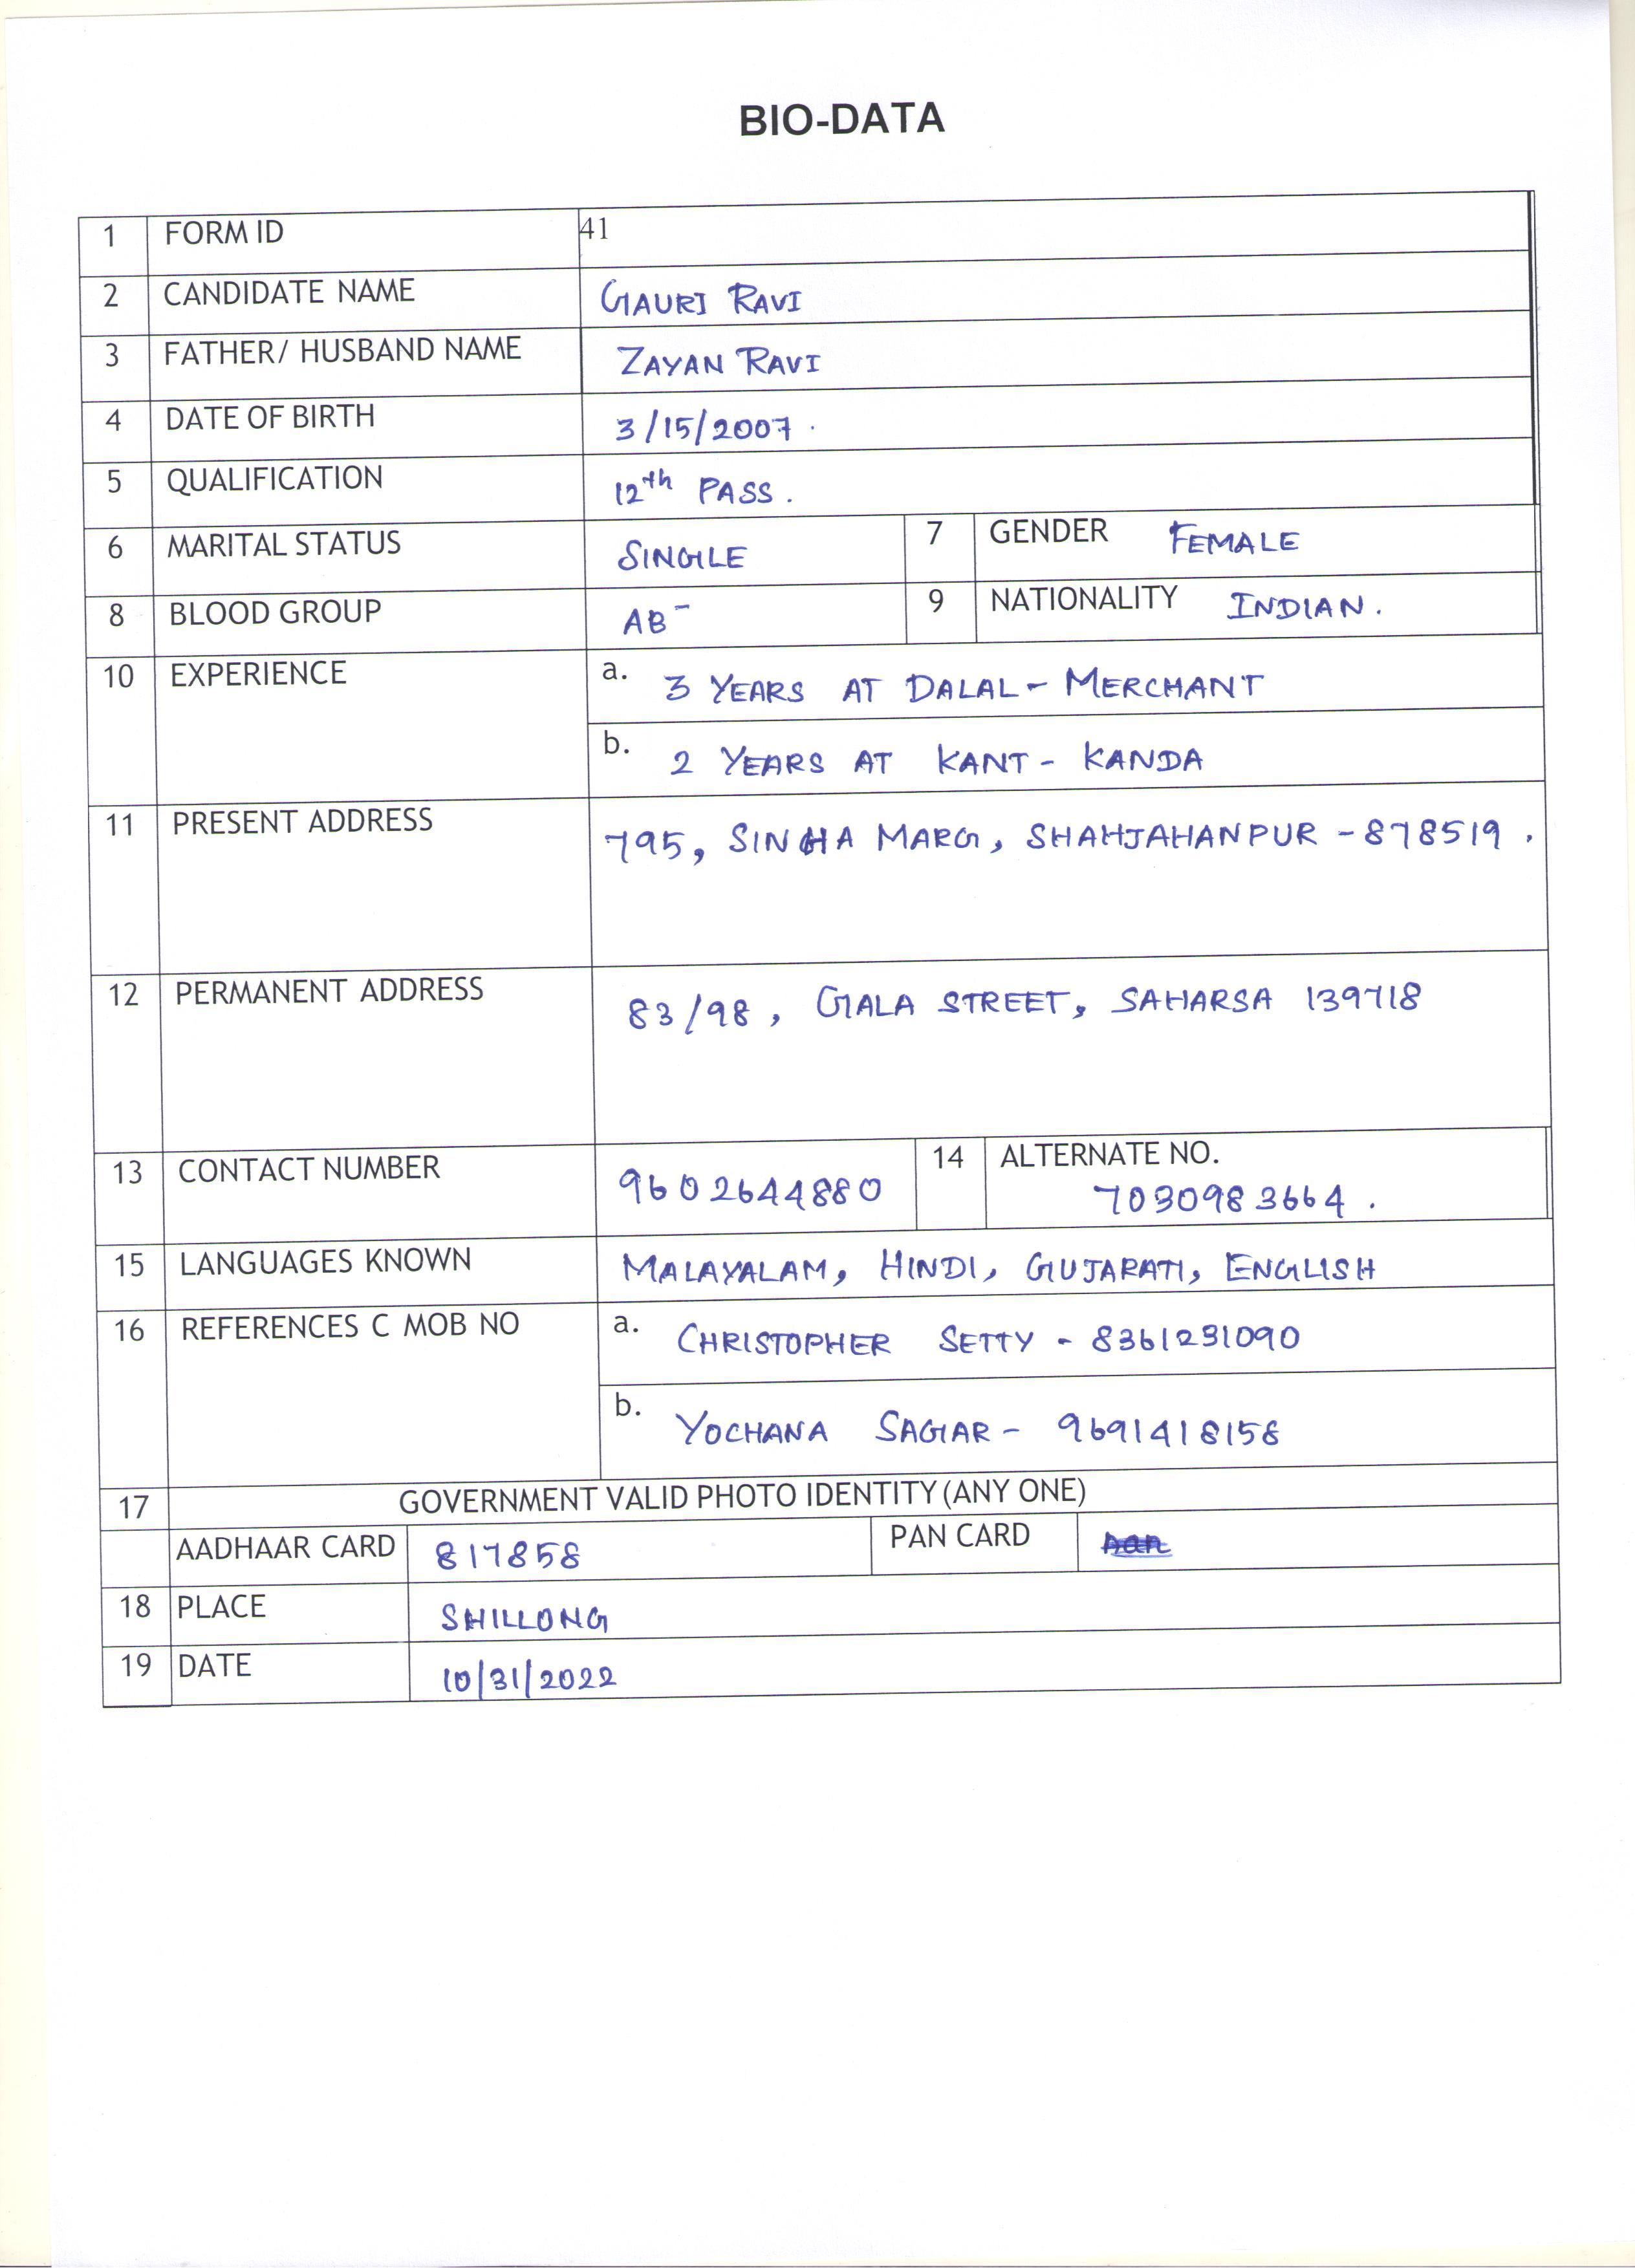 BIO-DATA
1 FORM ID 41
2 CANDIDATE NAME GAURI RAVI
3 FATHER/ HUSBAND NAME ZAYAN RAVI
4 DATE OF BIRTH 3/15/2007.
5 QUALIFICATION 12th PASS.
6 MARITAL STATUS SINGLE 7 GENDER FEMALE
8 BLOOD GROUP AB- 9 NATIONALITY INDIAN.
10 EXPERIENCE a. 3 YEARS AT DALAL- MERCHANT
b. 2 YEARS AT KANT - KANDA
11 PRESENT ADDRESS 795, SINGHA MARG, SHAHJAHANPUR - 878519.
12 PERMANENT ADDRESS 83/98, GALA STREET, SAHARSA 139718
13 CONTACT NUMBER 9602644880 14 ALTERNATE NO.
7030983664.
15 LANGUAGES KNOWN MALAYALAM, HINDI, GUJARATI, ENGLISH
16 REFERENCES C MOB NO a. CHRISTOPHER SETTY - 8361231090
b. YOCHANA SAGAR - 9691418158
17 GOVERNMENT VALID PHOTO IDENTITY (ANY ONE)
AADHAAR CARD 817858 PAN CARD
18 PLACE SHILLONG
19 DATE 10/31/2022